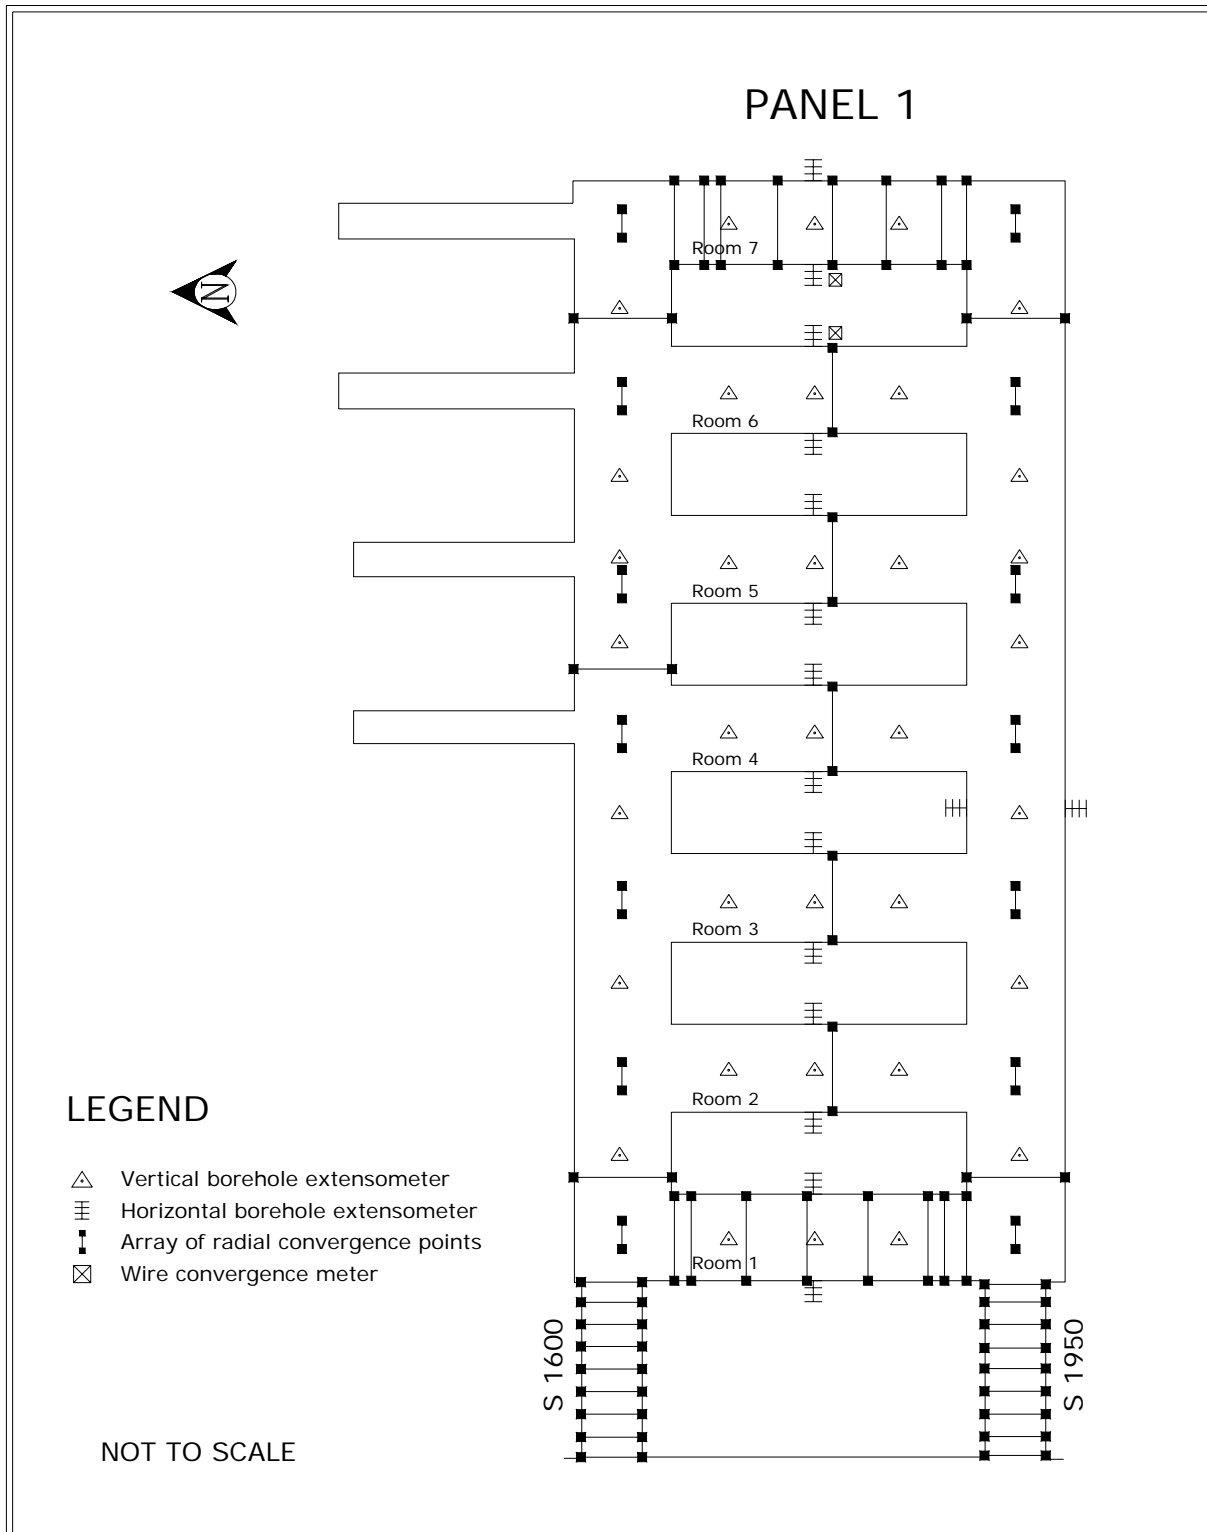 PANEL 1
Room 7
N
Room 6
Room 5
Room 4
Room 3
Room 2
LEGEND
Vertical borehole extensometer
Horizontal borehole extensometer
Array of radial convergence points
Wire convergence meter
Room 1
S 1600
S 1950
NOT TO SCALE